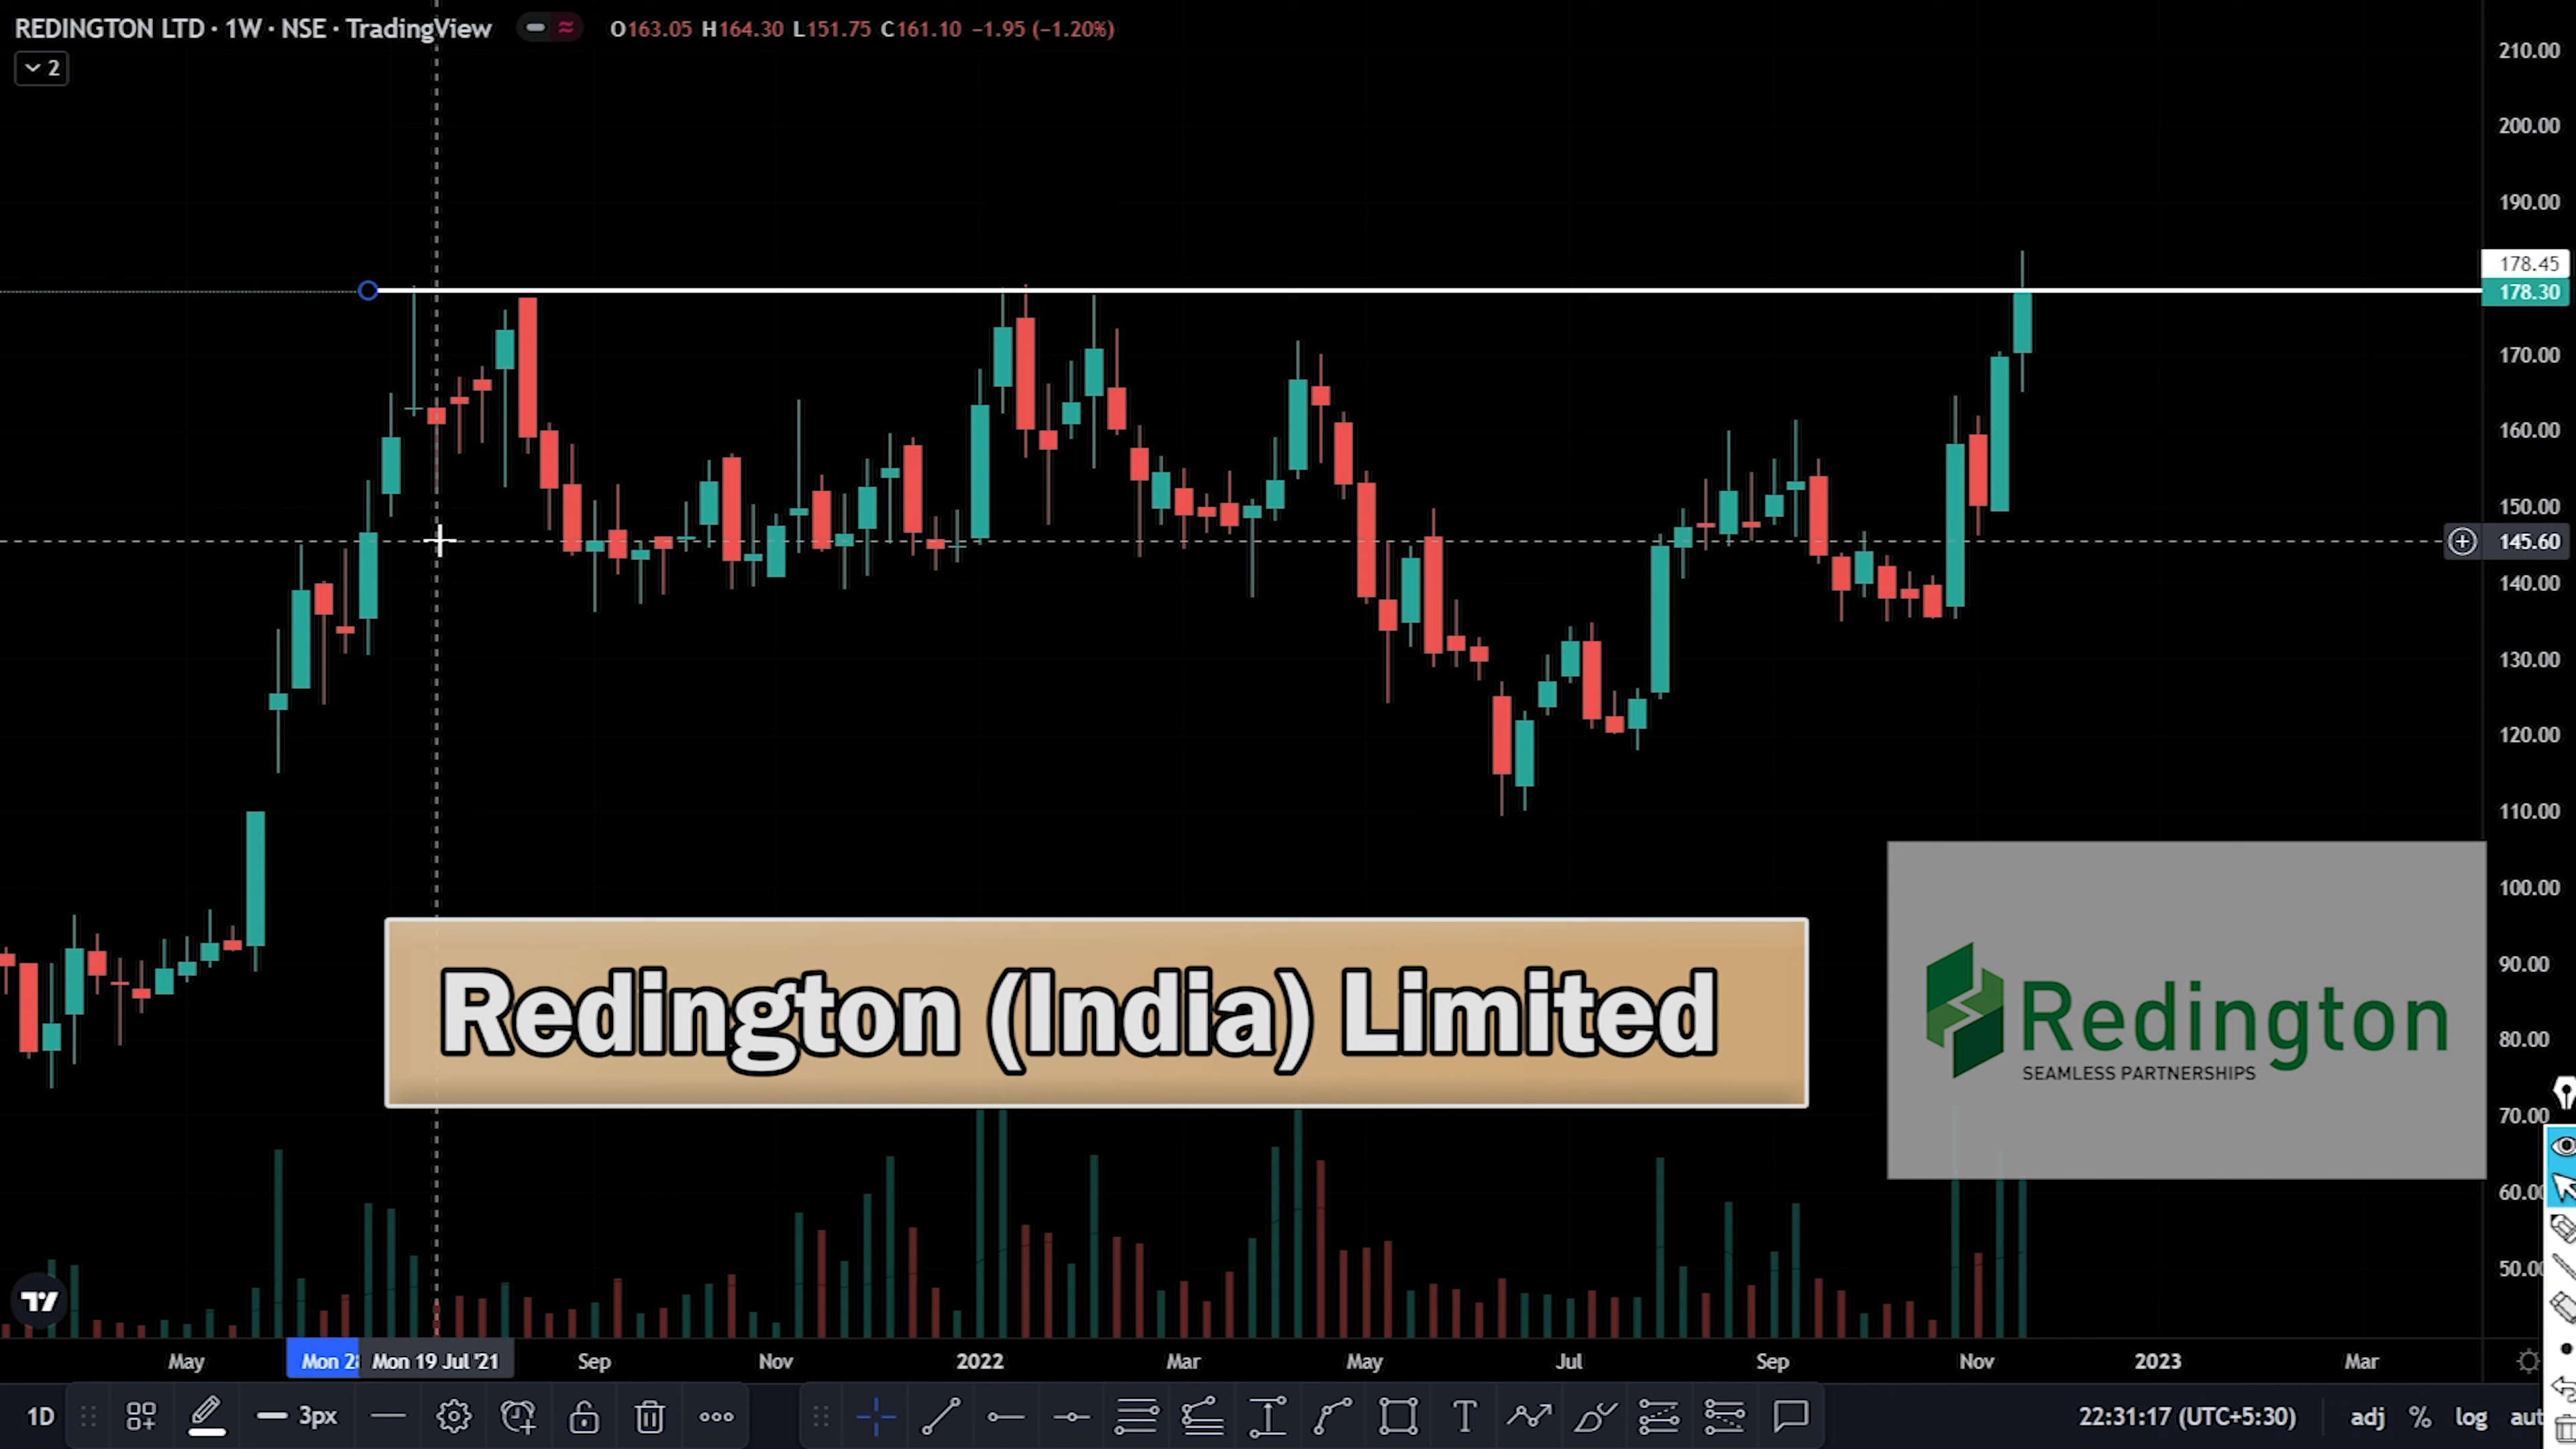 REDINGTON LTD · 1W · NSE · TradingView
O163.05 H164.30 L151.75 C161.10 −1.95 (−1.20%)
2
210.00
200.00
190.00
178.45
178.30
170.00
160.00
150.00
145.60
140.00
130.00
120.00
110.00
100.00
90.00
80.00
70.00
60.00
50.00
Redington (India) Limited
Redington
SEAMLESS PARTNERSHIPS
May
Mon 19 Jul '21
Sep
Nov
2022
Mar
May
Jul
Sep
Nov
2023
Mar
1D
3px
T
22:31:17 (UTC+5:30)
adj
%
log